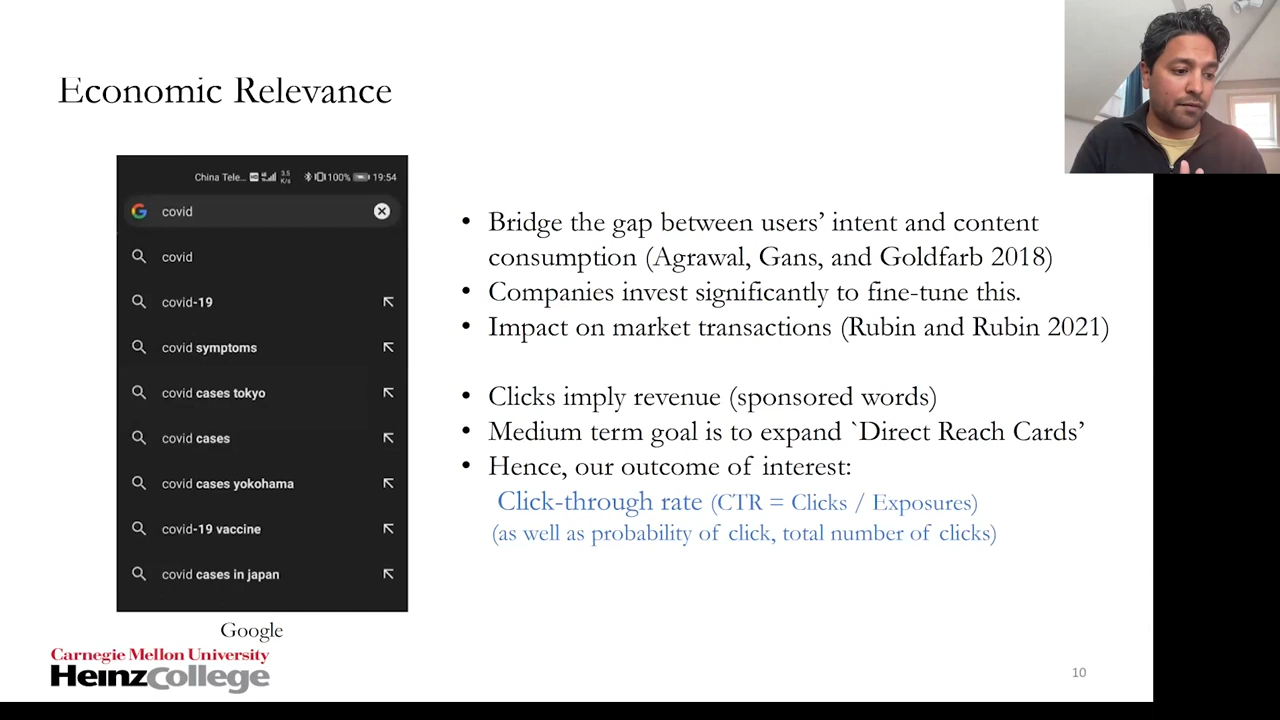 Economic Relevance
China Tele... HD 4G 3.5 K/s 100% 19:54
covid
covid
covid-19
covid symptoms
covid cases tokyo
covid cases
covid cases yokohama
covid-19 vaccine
covid cases in japan
Google
• Bridge the gap between users’ intent and content
consumption (Agrawal, Gans, and Goldfarb 2018)
• Companies invest significantly to fine-tune this.
• Impact on market transactions (Rubin and Rubin 2021)
• Clicks imply revenue (sponsored words)
• Medium term goal is to expand `Direct Reach Cards’
• Hence, our outcome of interest:
Click-through rate (CTR = Clicks / Exposures)
(as well as probability of click, total number of clicks)
Carnegie Mellon University
HeinzCollege
10